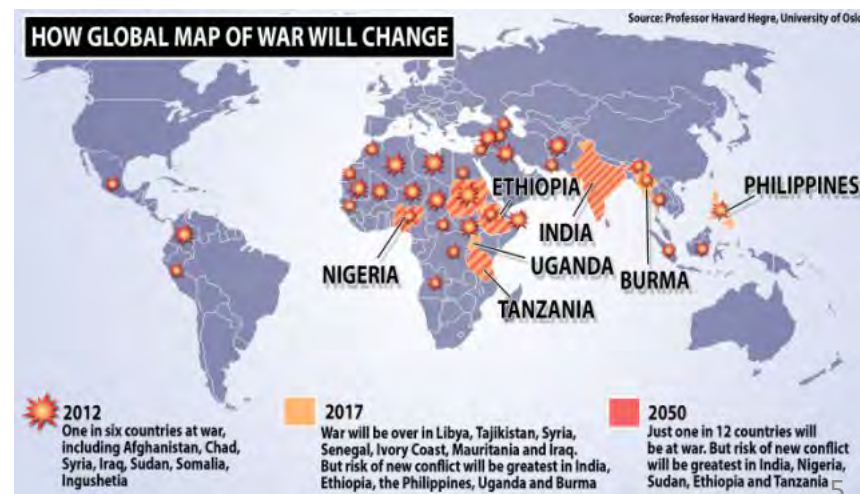 Source: Professor Havard Hegre, University of Oslo
HOW GLOBAL MAP OF WAR WILL CHANGE
ETHIOPIA
PHILIPPINES
INDIA
NIGERIA
UGANDA
BURMA
TANZANIA
2012
One in six countries at war,
including Afghanistan, Chad,
Syria, Iraq, Sudan, Somalia,
Ingushetia
2017
War will be over in Libya, Tajikistan, Syria,
Senegal, Ivory Coast, Mauritania and Iraq.
But risk of new conflict will be greatest in India,
Ethiopia, the Philippines, Uganda and Burma
2050
Just one in 12 countries will
be at war. But risk of new conflict
will be greatest in India, Nigeria,
Sudan, Ethiopia and Tanzania
5